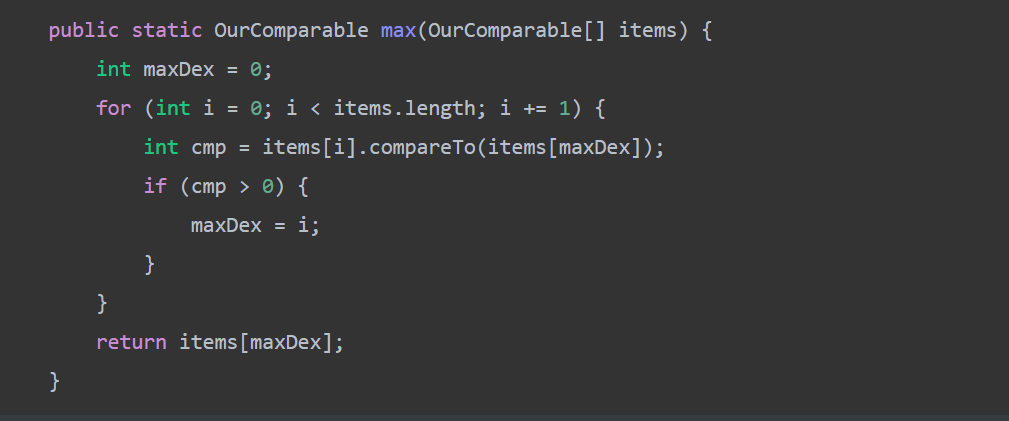 public static OurComparable max(OurComparable[] items) {
    int maxDex = 0;
    for (int i = 0; i < items.length; i += 1) {
        int cmp = items[i].compareTo(items[maxDex]);
        if (cmp > 0) {
            maxDex = i;
        }
    }
    return items[maxDex];
}